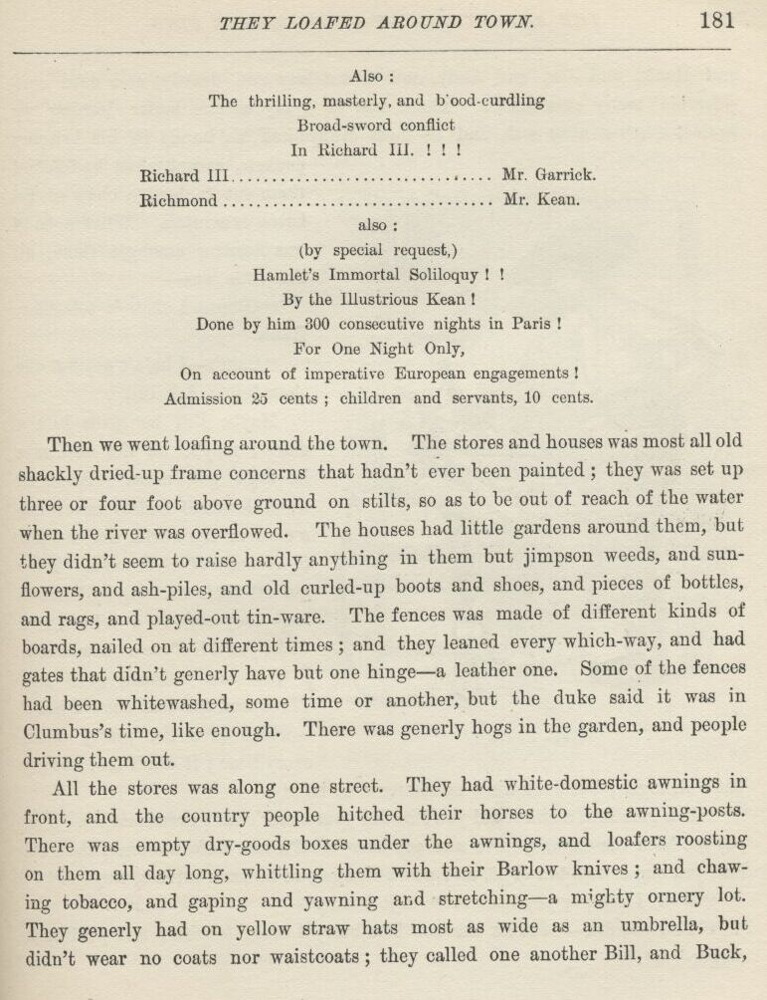 THEY LOAFED AROUND TOWN. 181
Also :
The thrilling, masterly, and blood-curdling
Broad-sword conflict
In Richard III. ! ! !
Richard III............................... Mr. Garrick.
Richmond ................................ Mr. Kean.
also :
(by special request,)
Hamlet's Immortal Soliloquy ! !
By the Illustrious Kean !
Done by him 300 consecutive nights in Paris !
For One Night Only,
On account of imperative European engagements !
Admission 25 cents ; children and servants, 10 cents.
Then we went loafing around the town. The stores and houses was most all old
shackly dried-up frame concerns that hadn't ever been painted ; they was set up
three or four foot above ground on stilts, so as to be out of reach of the water
when the river was overflowed. The houses had little gardens around them, but
they didn't seem to raise hardly anything in them but jimpson weeds, and sun-
flowers, and ash-piles, and old curled-up boots and shoes, and pieces of bottles,
and rags, and played-out tin-ware. The fences was made of different kinds of
boards, nailed on at different times ; and they leaned every which-way, and had
gates that didn't generly have but one hinge—a leather one. Some of the fences
had been whitewashed, some time or another, but the duke said it was in
Clumbus's time, like enough. There was generly hogs in the garden, and people
driving them out.
All the stores was along one street. They had white-domestic awnings in
front, and the country people hitched their horses to the awning-posts.
There was empty dry-goods boxes under the awnings, and loafers roosting
on them all day long, whittling them with their Barlow knives ; and chaw-
ing tobacco, and gaping and yawning and stretching—a mighty ornery lot.
They generly had on yellow straw hats most as wide as an umbrella, but
didn't wear no coats nor waistcoats ; they called one another Bill, and Buck,